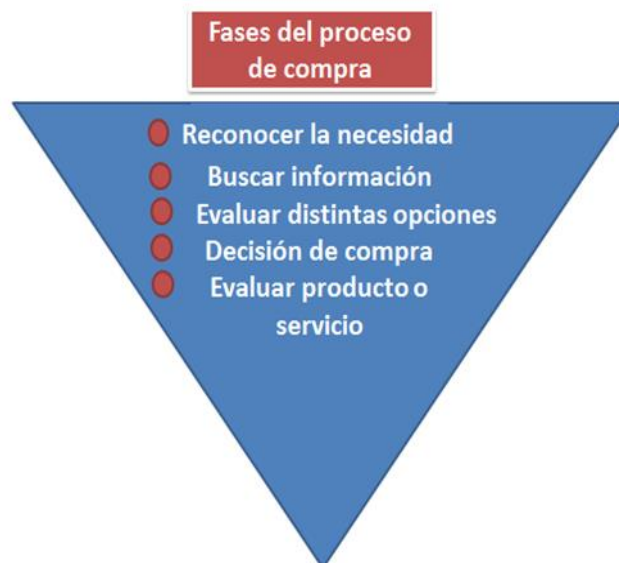 Fases del proceso
de compra
Reconocer la necesidad
Buscar información
Evaluar distintas opciones
Decisión de compra
Evaluar producto o
servicio